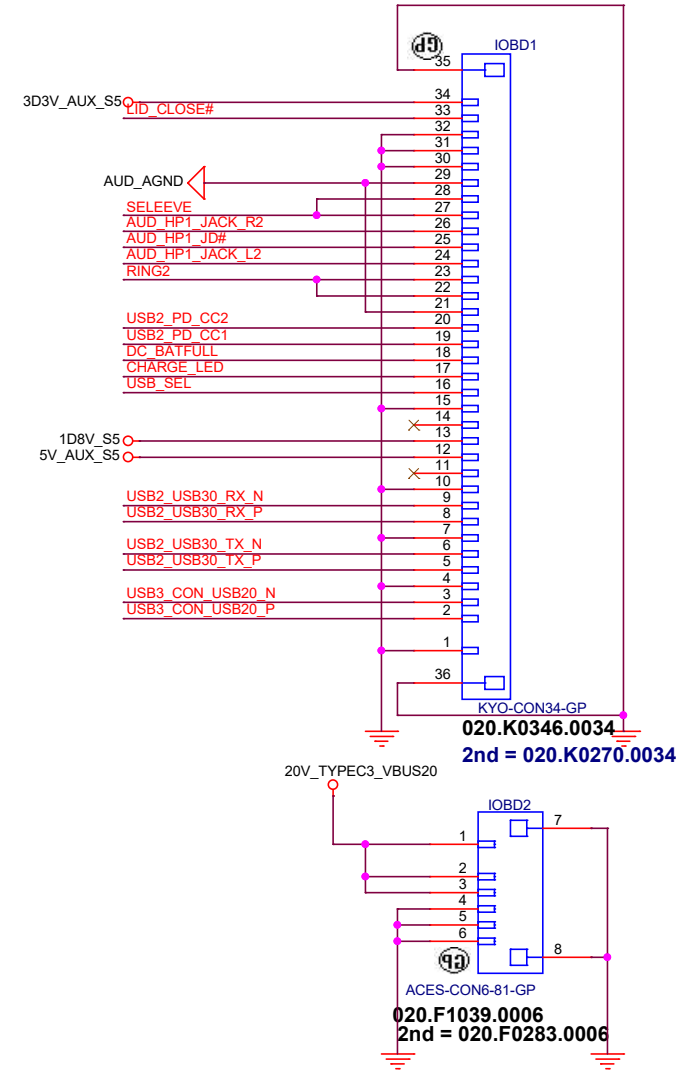 GP
IOBD1
35
3D3V_AUX_S5
34
LID_CLOSE#
33
32
31
30
AUD_AGND
29
28
SELEEVE
27
AUD_HP1_JACK_R2
26
AUD_HP1_JD#
25
AUD_HP1_JACK_L2
24
RING2
23
22
21
USB2_PD_CC2
20
USB2_PD_CC1
19
DC_BATFULL
18
CHARGE_LED
17
USB_SEL
16
15
14
1D8V_S5
13
5V_AUX_S5
12
11
10
USB2_USB30_RX_N
9
USB2_USB30_RX_P
8
7
USB2_USB30_TX_N
6
USB2_USB30_TX_P
5
4
USB3_CON_USB20_N
3
USB3_CON_USB20_P
2
1
36
KYO-CON34-GP
020.K0346.0034
2nd = 020.K0270.0034
20V_TYPEC3_VBUS20
IOBD2
7
1
2
3
4
5
6
8
GP
ACES-CON6-81-GP
020.F1039.0006
2nd = 020.F0283.0006